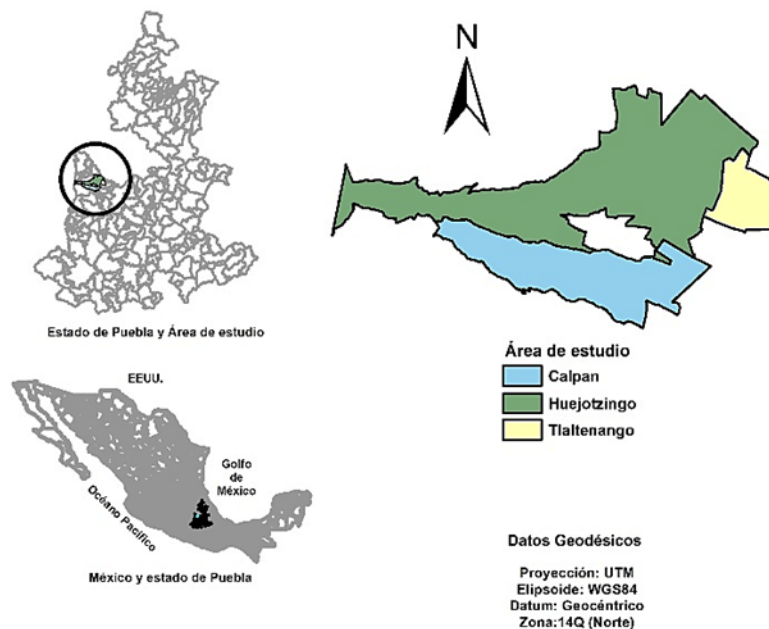 N
Estado de Puebla y Área de estudio
Área de estudio
Calpan
Huejotzingo
Tlaltenango
EEUU.
Golfo
de
México
Océano Pacífico
México y estado de Puebla
Datos Geodésicos
Proyección: UTM
Elipsoide: WGS84
Datum: Geocéntrico
Zona:14Q (Norte)